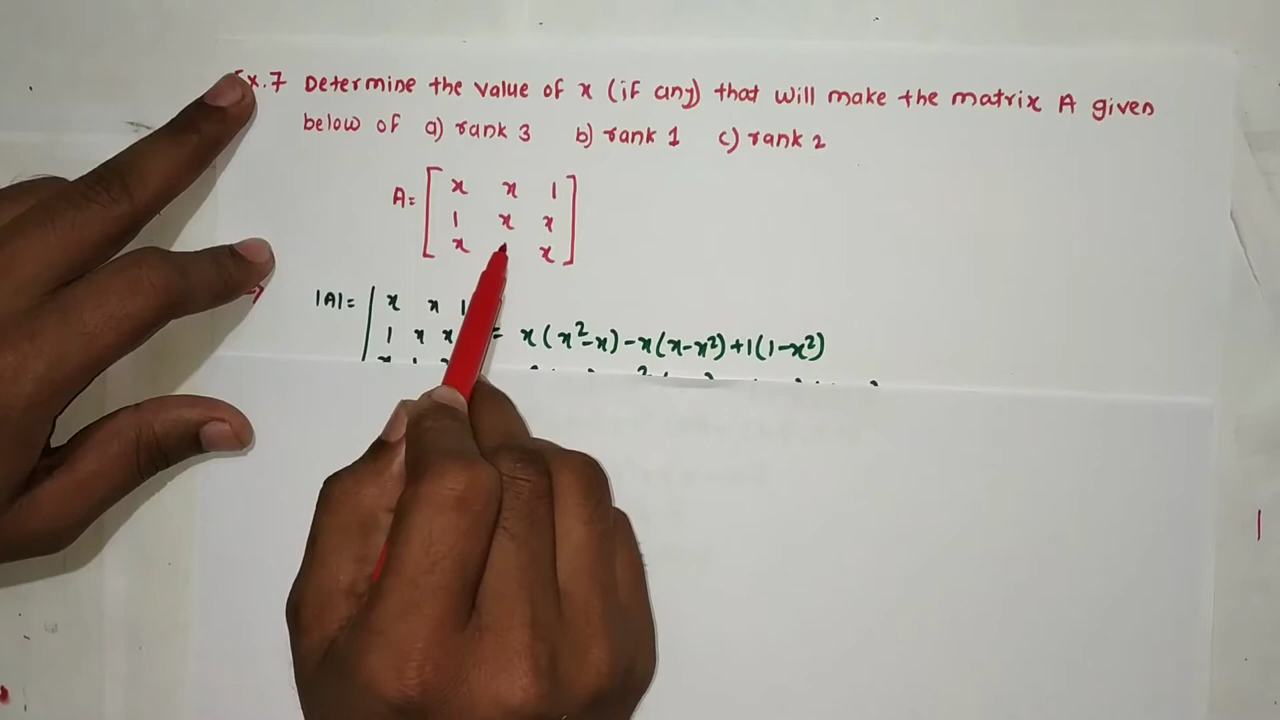 Ex.7 Determine the value of x (if any) that will make the matrix A given
below of a) rank 3 b) rank 1 c) rank 2
A= [ x x 1
1 x x
x x ]
|A|= | x x 1
1 x x = x(x²-x)-x(x-x²)+1(1-x²)